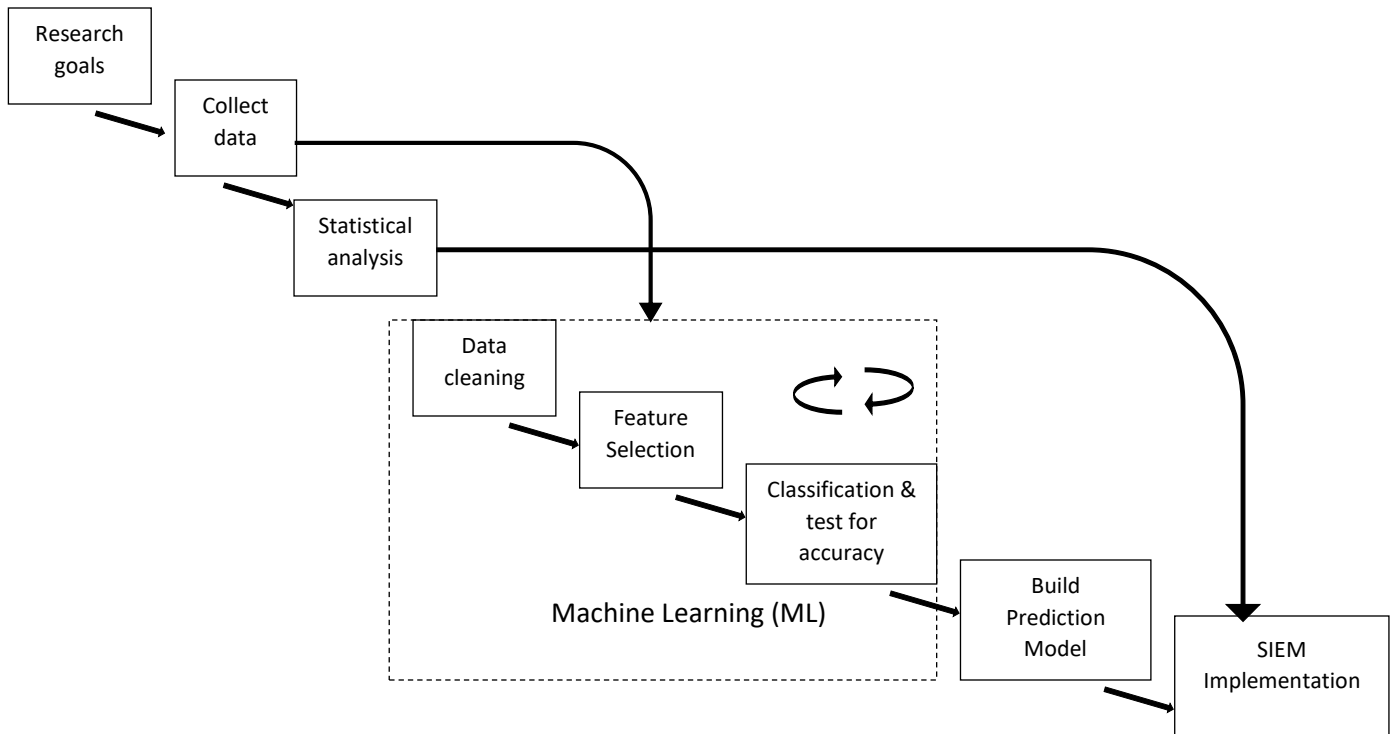 Research
goals
Collect
data
Statistical
analysis
Data
cleaning
Feature
Selection
Classification &
test for
accuracy
Machine Learning (ML)
Build
Prediction
Model
SIEM
Implementation